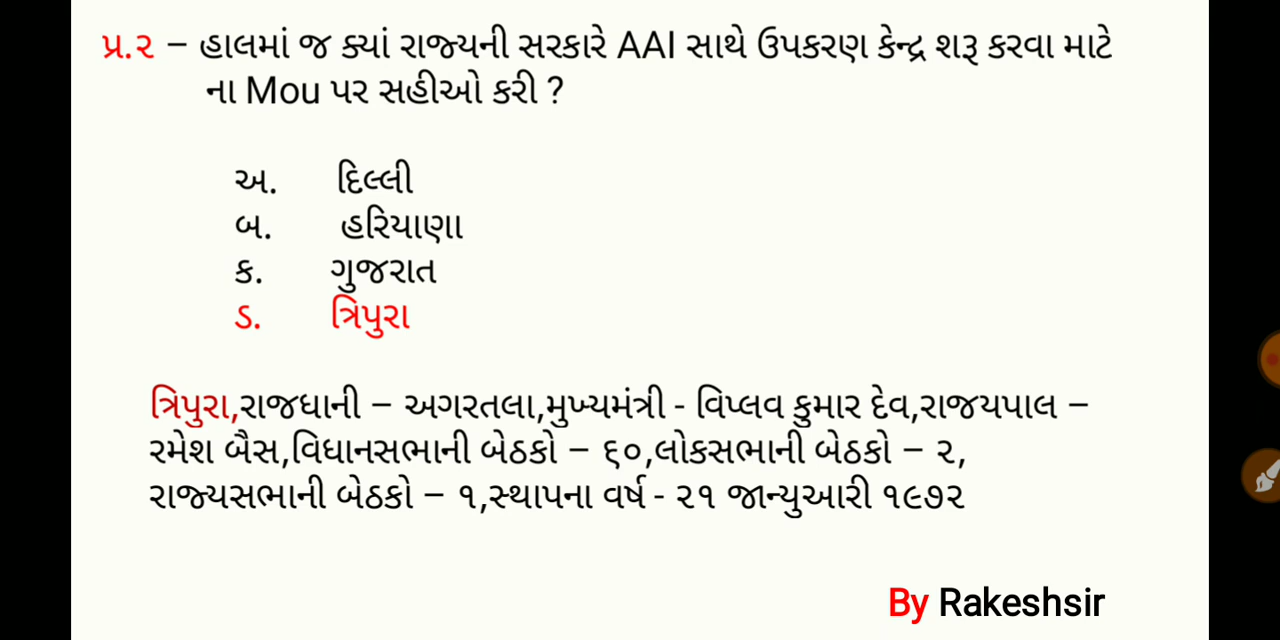 પ્ર.૨ – હાલમાં જ ક્યાં રાજ્યની સરકારે AAI સાથે ઉપકરણ કેન્દ્ર શરૂ કરવા માટે
ના Mou પર સહીઓ કરી ?
અ. દિલ્લી
બ. હરિયાણા
ક. ગુજરાત
ડ. ત્રિપુરા
ત્રિપુરા,રાજધાની – અગરતલા,મુખ્યમંત્રી - વિપ્લવ કુમાર દેવ,રાજયપાલ –
રમેશ બૈસ,વિધાનસભાની બેઠકો – ૬૦,લોકસભાની બેઠકો – ૨,
રાજ્યસભાની બેઠકો – ૧,સ્થાપના વર્ષ - ૨૧ જાન્યુઆરી ૧૯૭૨
By Rakeshsir